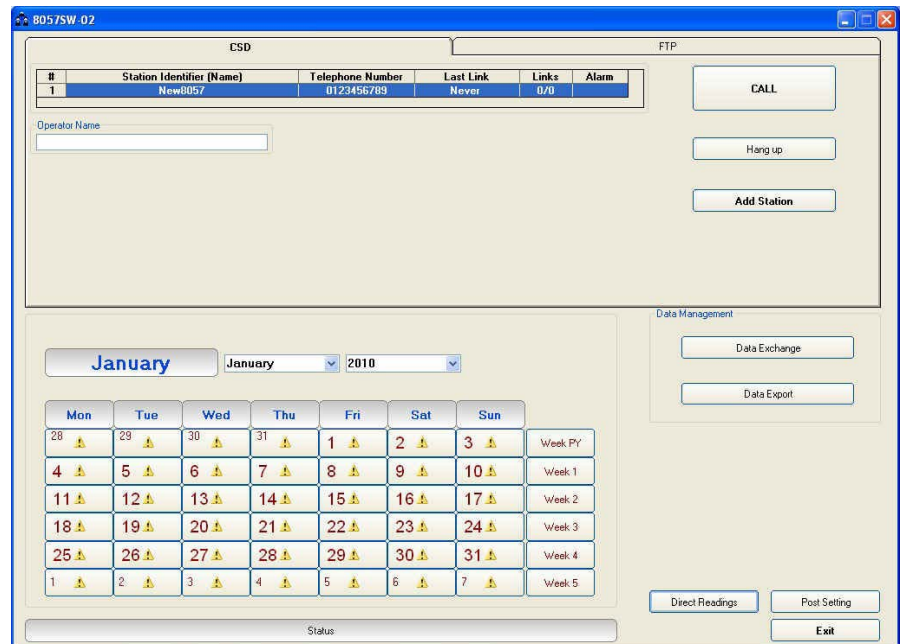 8057SW-02
CSD FTP
# Station Identifier (Name) Telephone Number Last Link Links Alarm
1 New8057 0123456789 Never 0/0
CALL
Operator Name
Hang up
Add Station
Data Management
January January 2010
Data Exchange
Data Export
Mon Tue Wed Thu Fri Sat Sun
28 29 30 31 1 2 3 Week PY
4 5 6 7 8 9 10 Week 1
11 12 13 14 15 16 17 Week 2
18 19 20 21 22 23 24 Week 3
25 26 27 28 29 30 31 Week 4
1 2 3 4 5 6 7 Week 5
Direct Readings Post Setting
Status Exit